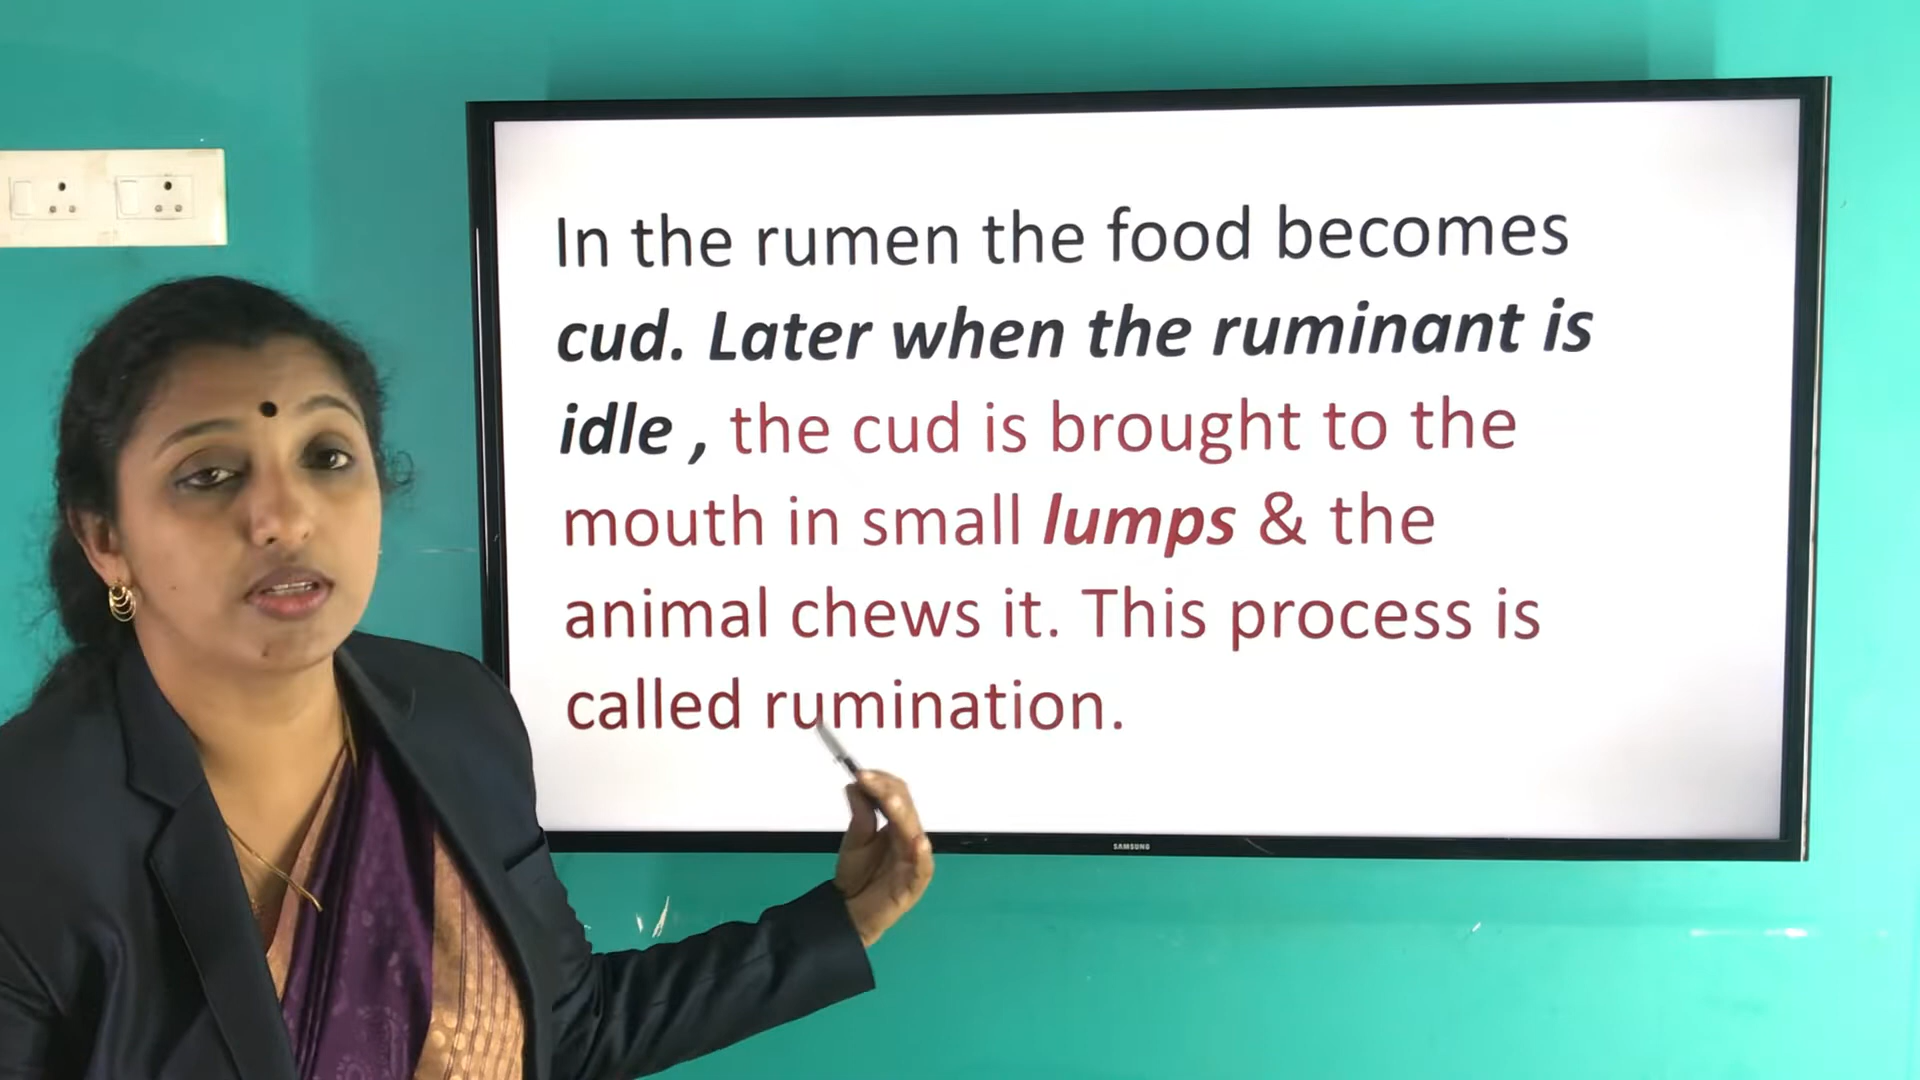 In the rumen the food becomes
cud. Later when the ruminant is
idle , the cud is brought to the
mouth in small lumps & the
animal chews it. This process is
called rumination.
SAMSUNG